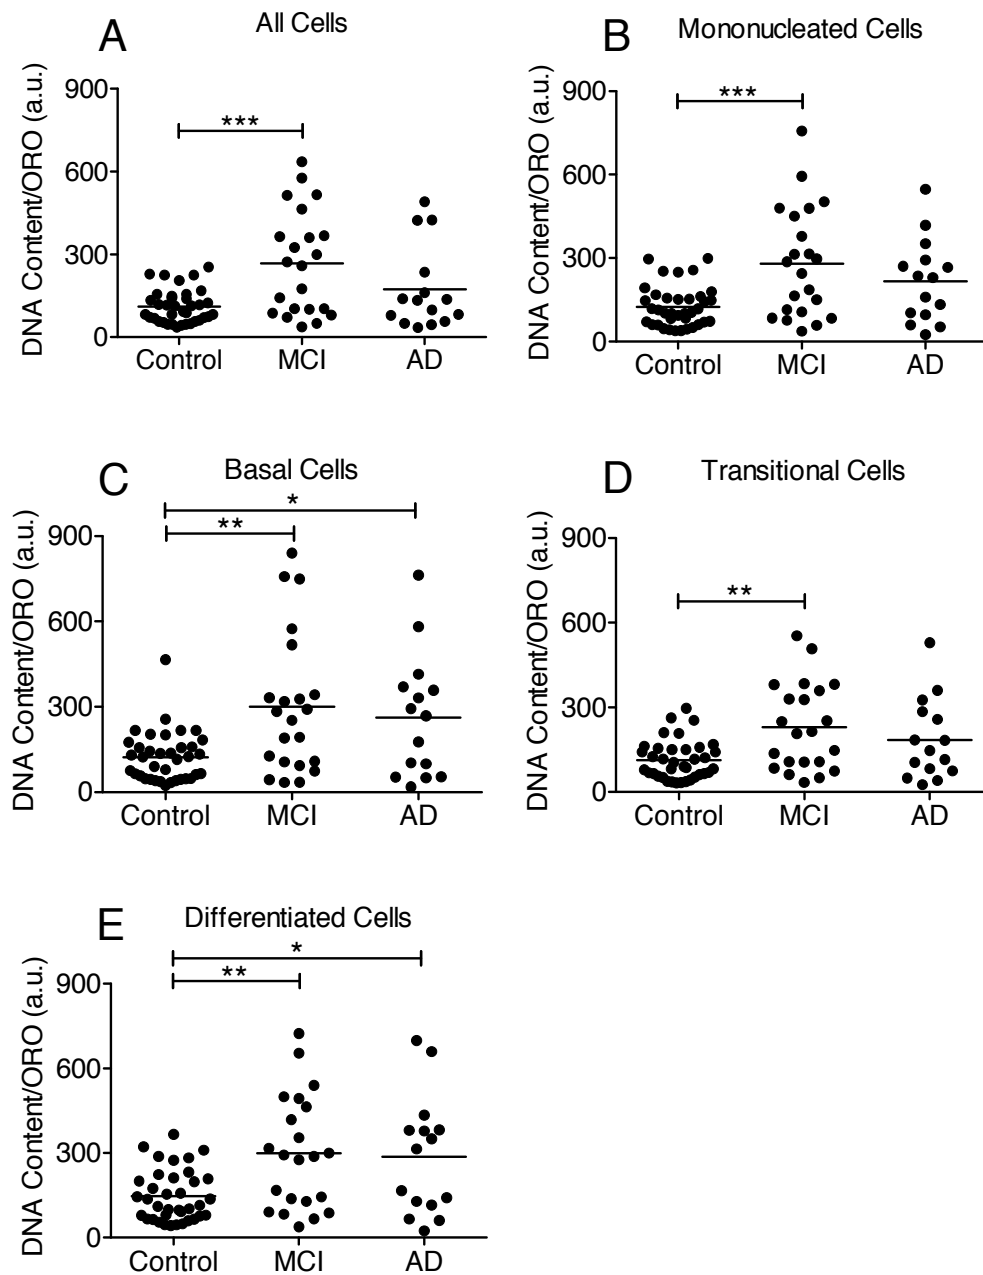 A
All Cells
DNA Content/ORO (a.u.)
900
600
300
0
***
Control
MCI
AD
B
Mononucleated Cells
DNA Content/ORO (a.u.)
900
600
300
0
***
Control
MCI
AD
C
Basal Cells
DNA Content/ORO (a.u.)
900
600
300
0
*
**
Control
MCI
AD
D
Transitional Cells
DNA Content/ORO (a.u.)
900
600
300
0
**
Control
MCI
AD
E
Differentiated Cells
DNA Content/ORO (a.u.)
900
600
300
0
*
**
Control
MCI
AD